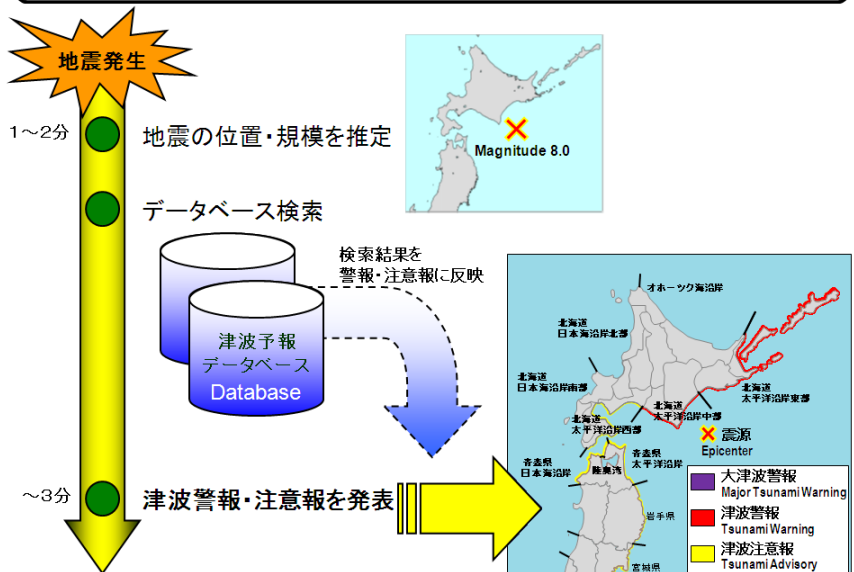 地震発生
1～2分
地震の位置・規模を推定
Magnitude 8.0
データベース検索
検索結果を
警報・注意報に反映
津波予報
データベース
Database
～3分
津波警報・注意報を発表
オホーツク海沿岸
北海道
日本海沿岸北部
北海道
日本海沿岸南部
北海道
太平洋沿岸東部
北海道
太平洋沿岸中部
北海道
太平洋沿岸西部
震源
Epicenter
青森県
日本海沿岸
陸奥湾
青森県
太平洋沿岸
岩手県
宮城県
大津波警報
Major Tsunami Warning
津波警報
Tsunami Warning
津波注意報
Tsunami Advisory